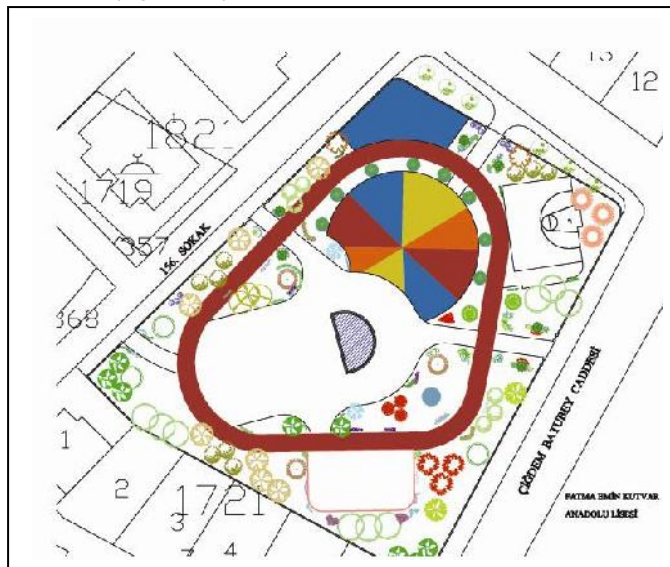 13
12
1821
1719
357
156. SOKAK
368
1
2
1721
3
4
ÇİĞDEM BATUBEY CADDESİ
FATMA EMİN KUTVAR
ANADOLU LİSESİ